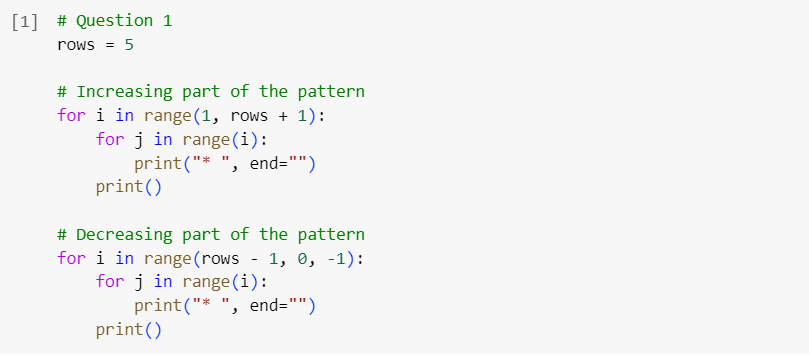 [1] # Question 1
rows = 5
# Increasing part of the pattern
for i in range(1, rows + 1):
    for j in range(i):
        print("* ", end="")
    print()
# Decreasing part of the pattern
for i in range(rows - 1, 0, -1):
    for j in range(i):
        print("* ", end="")
    print()